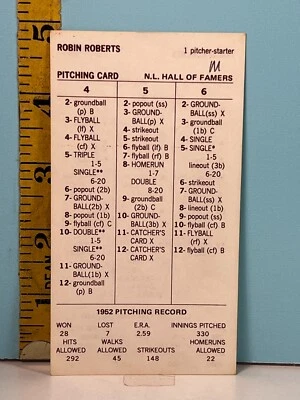 ROBIN ROBERTS
1 pitcher-starter
M
PITCHING CARD
N.L. HALL OF FAMERS
4
2- groundball
(p) B
3- FLYBALL
(lf) X
4- FLYBALL
(cf) X
5- TRIPLE
1-5
SINGLE**
6-20
6- popout (2b)
7- GROUND-
BALL(2b) X
8- popout (1b)
9- flyball (cf) C
10- DOUBLE**
1-5
SINGLE**
6-20
11- GROUND-
BALL(1b) X
12- groundball
(p) B
5
2- popout (ss)
3- GROUND-
BALL(p) X
4- strikeout
5- strikeout
6- flyball (lf) B
7- flyball (rf) B
8- HOMERUN
1-7
DOUBLE
8-20
9- groundball
(2b) C
10- GROUND-
BALL(3b) X
11- CATCHER'S
CARD X
12- CATCHER'S
CARD X
6
2- GROUND-
BALL(ss) X
3- groundball
(1b) C
4- SINGLE
5- SINGLE*
1-5
lineout (3b)
6-20
6- strikeout
7- GROUND-
BALL(ss) X
8- lineout (1b)
9- popout (ss)
10- GROUND-
BALL(ss) X
11- FLYBALL
(rf) X
12- flyball (cf) B
1952 PITCHING RECORD
WON LOST E.R.A. INNINGS PITCHED
28 7 2.59 330
HITS WALKS HOMERUNS
ALLOWED ALLOWED STRIKEOUTS ALLOWED
292 45 148 22